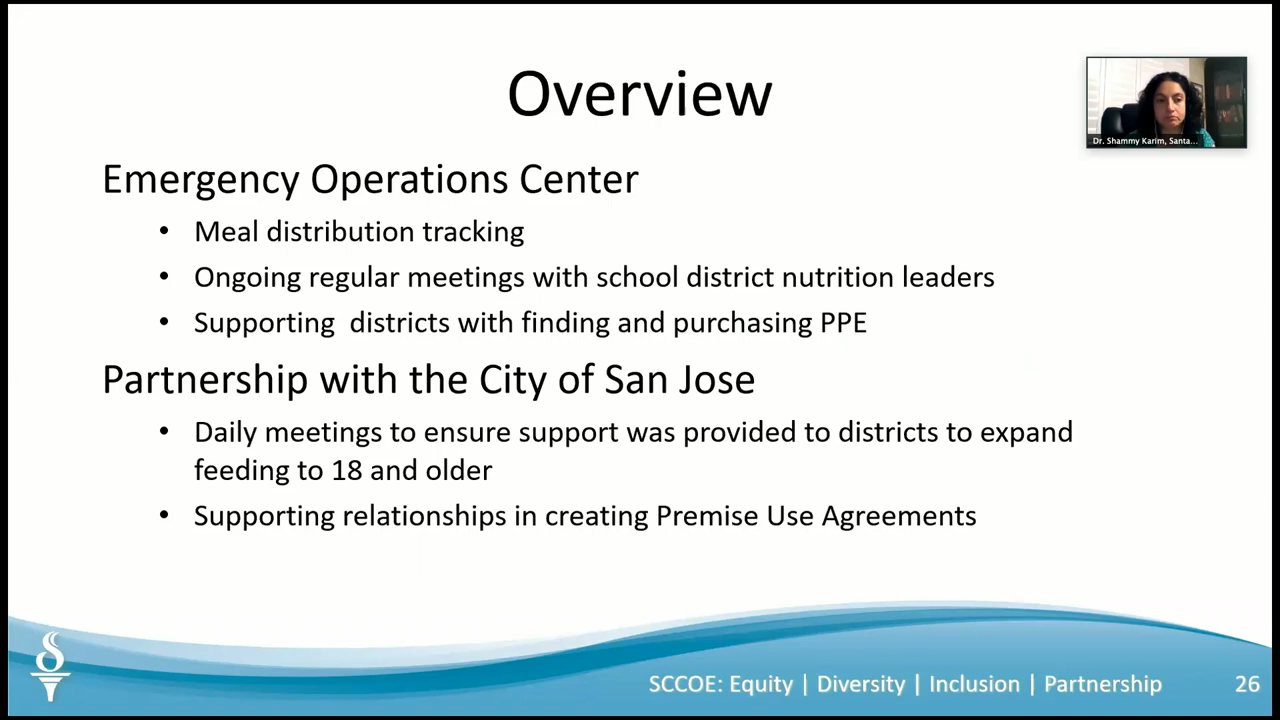 Overview
Dr. Shammy Karim, Santa...
Emergency Operations Center
• Meal distribution tracking
• Ongoing regular meetings with school district nutrition leaders
• Supporting  districts with finding and purchasing PPE
Partnership with the City of San Jose
• Daily meetings to ensure support was provided to districts to expand
feeding to 18 and older
• Supporting relationships in creating Premise Use Agreements
SCCOE: Equity | Diversity | Inclusion | Partnership
26